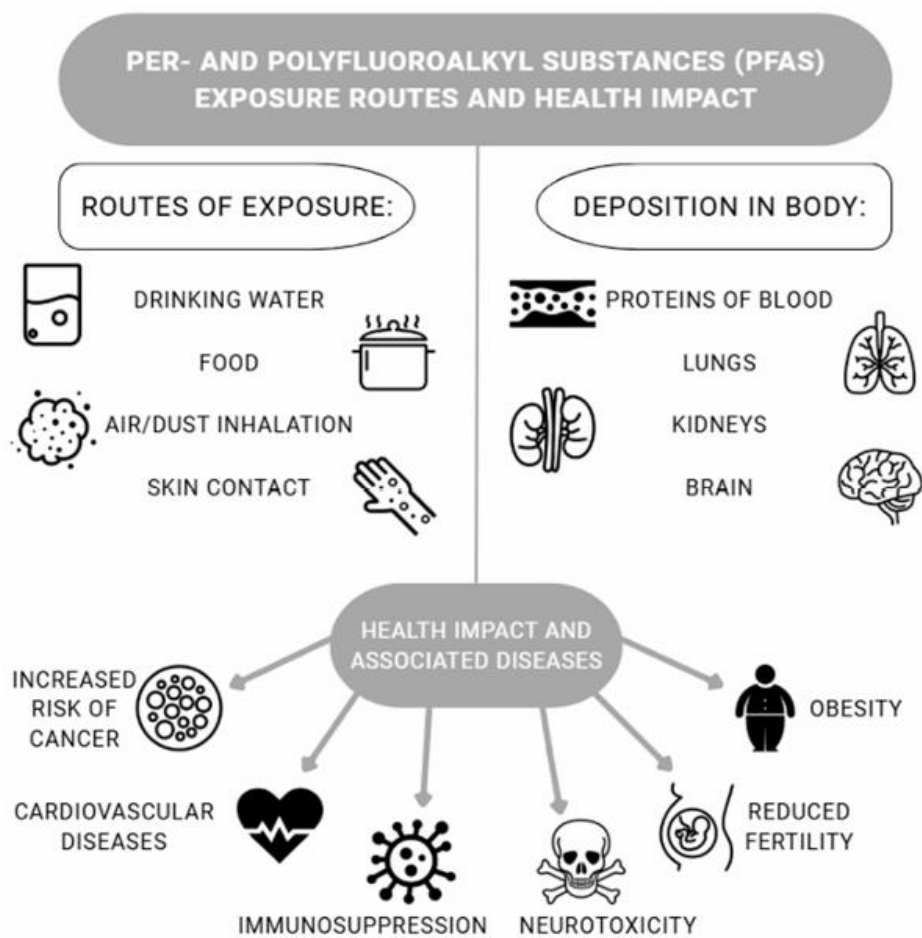 PER- AND POLYFLUOROALKYL SUBSTANCES (PFAS)
EXPOSURE ROUTES AND HEALTH IMPACT
ROUTES OF EXPOSURE:
DRINKING WATER
FOOD
AIR/DUST INHALATION
SKIN CONTACT
DEPOSITION IN BODY:
PROTEINS OF BLOOD
LUNGS
KIDNEYS
BRAIN
HEALTH IMPACT AND
ASSOCIATED DISEASES
INCREASED
RISK OF
CANCER
CARDIOVASCULAR
DISEASES
IMMUNOSUPPRESSION
NEUROTOXICITY
REDUCED
FERTILITY
OBESITY